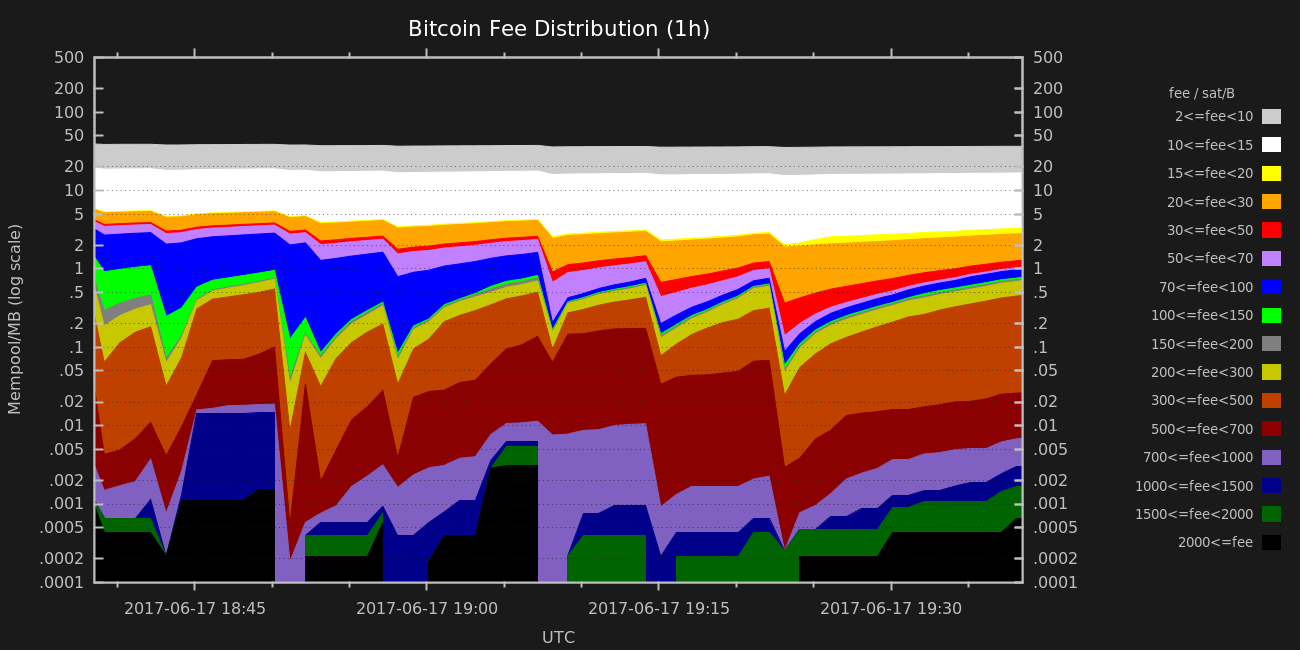 Bitcoin Fee Distribution (1h)
Mempool/MB (log scale)
500
200
100
50
20
10
5
2
1
.5
.2
.1
.05
.02
.01
.005
.002
.001
.0005
.0002
.0001
500
200
100
50
20
10
5
2
1
.5
.2
.1
.05
.02
.01
.005
.002
.001
.0005
.0002
.0001
2017-06-17 18:45
2017-06-17 19:00
2017-06-17 19:15
2017-06-17 19:30
UTC
fee / sat/B
2<=fee<10
10<=fee<15
15<=fee<20
20<=fee<30
30<=fee<50
50<=fee<70
70<=fee<100
100<=fee<150
150<=fee<200
200<=fee<300
300<=fee<500
500<=fee<700
700<=fee<1000
1000<=fee<1500
1500<=fee<2000
2000<=fee